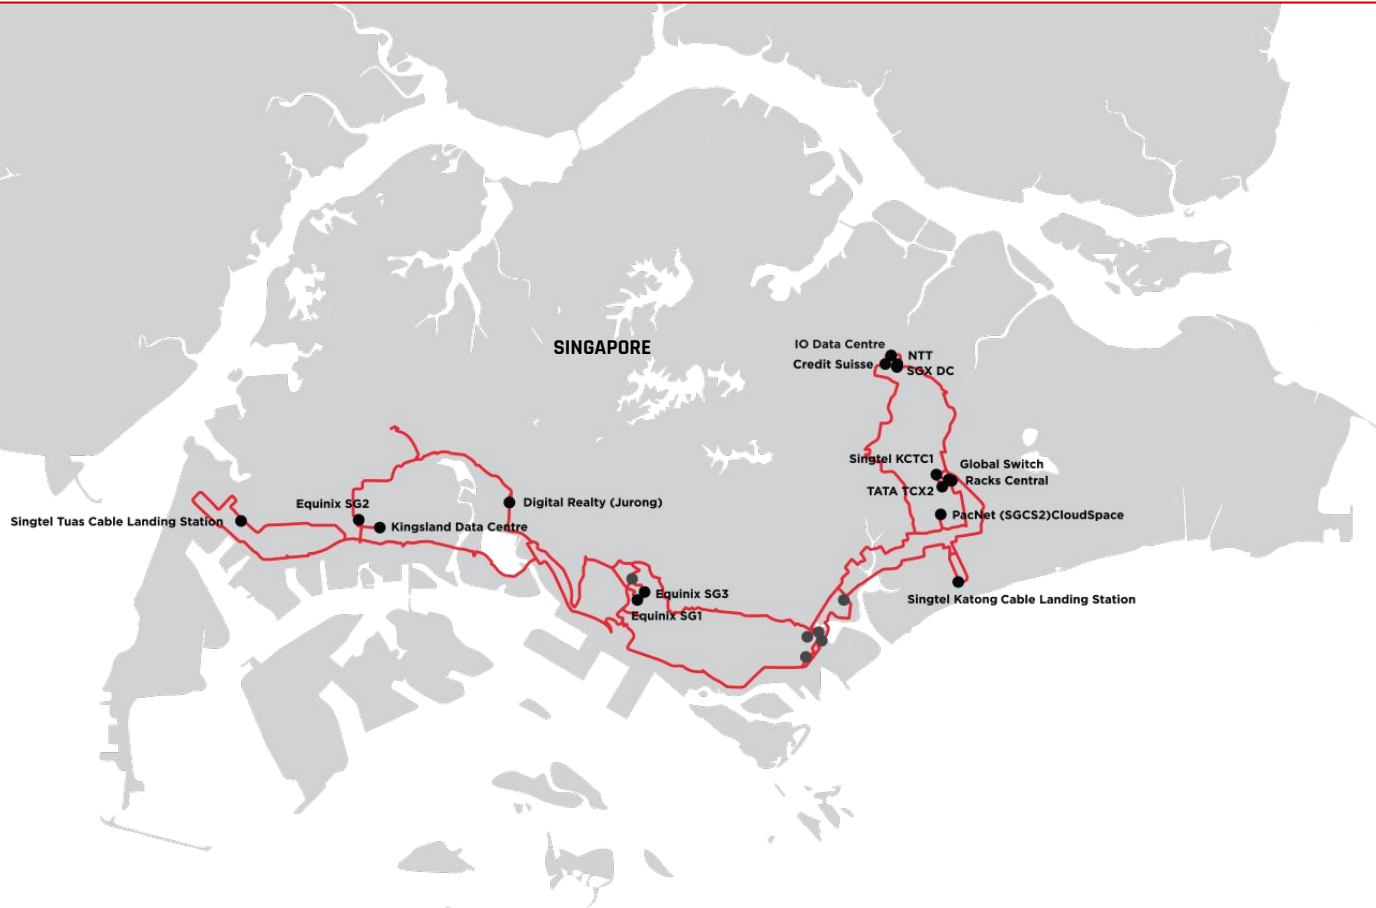 SINGAPORE
IO Data Centre
NTT
Credit Suisse
SGX DC
Singtel KCTC1
Global Switch
Racks Central
TATA TCX2
Equinix SG2
Digital Realty (Jurong)
PacNet (SGCS2)CloudSpace
Singtel Tuas Cable Landing Station
Kingsland Data Centre
Equinix SG3
Singtel Katong Cable Landing Station
Equinix SG1